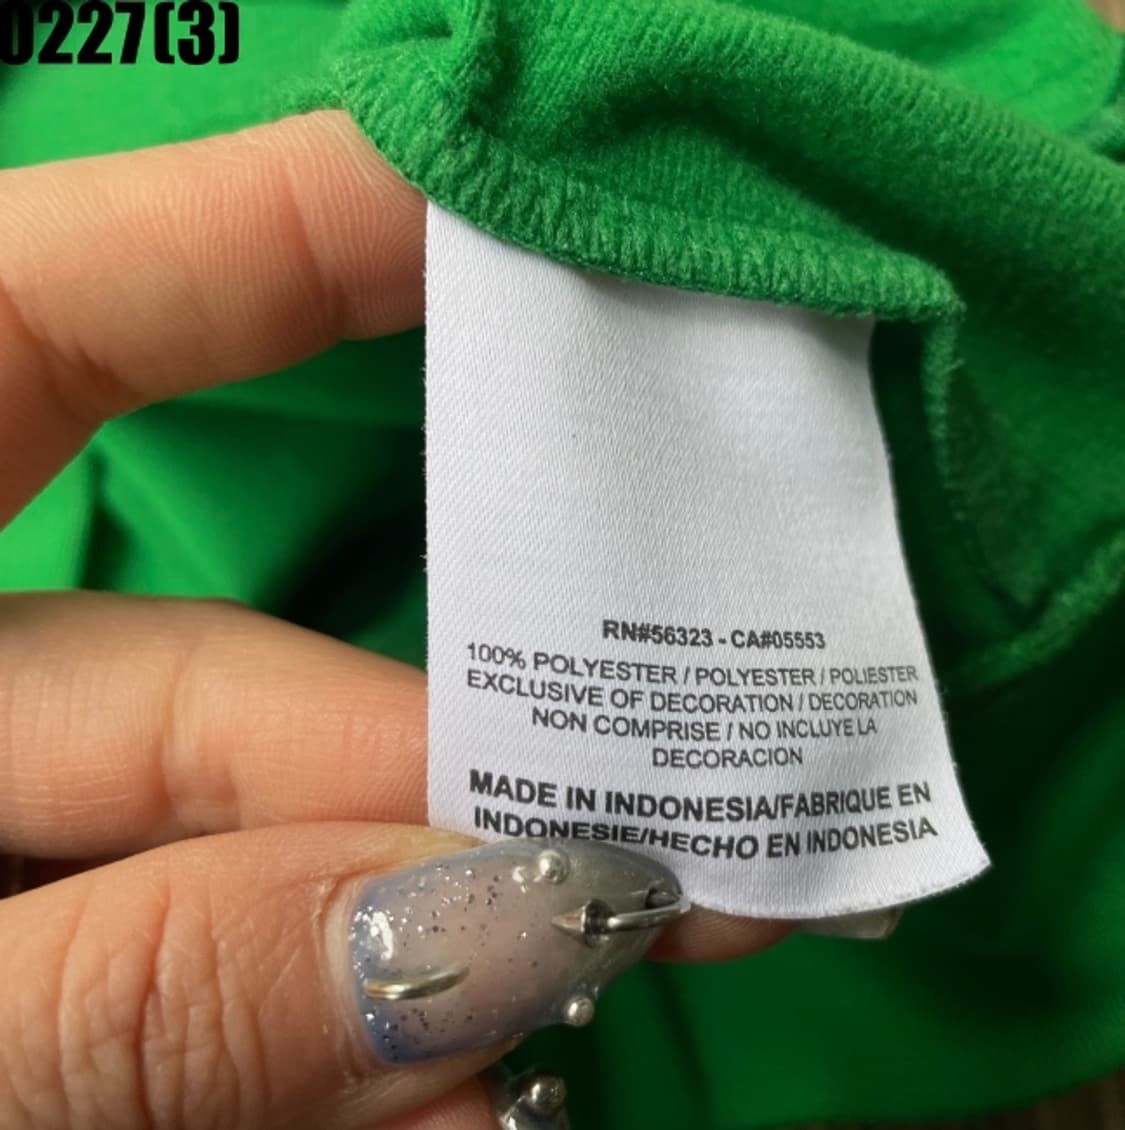 0227(3)
RN#56323 - CA#05553
100% POLYESTER / POLYESTER / POLIESTER
EXCLUSIVE OF DECORATION / DECORATION
NON COMPRISE / NO INCLUYE LA
DECORACION
MADE IN INDONESIA/FABRIQUE EN
INDONESIE/HECHO EN INDONESIA